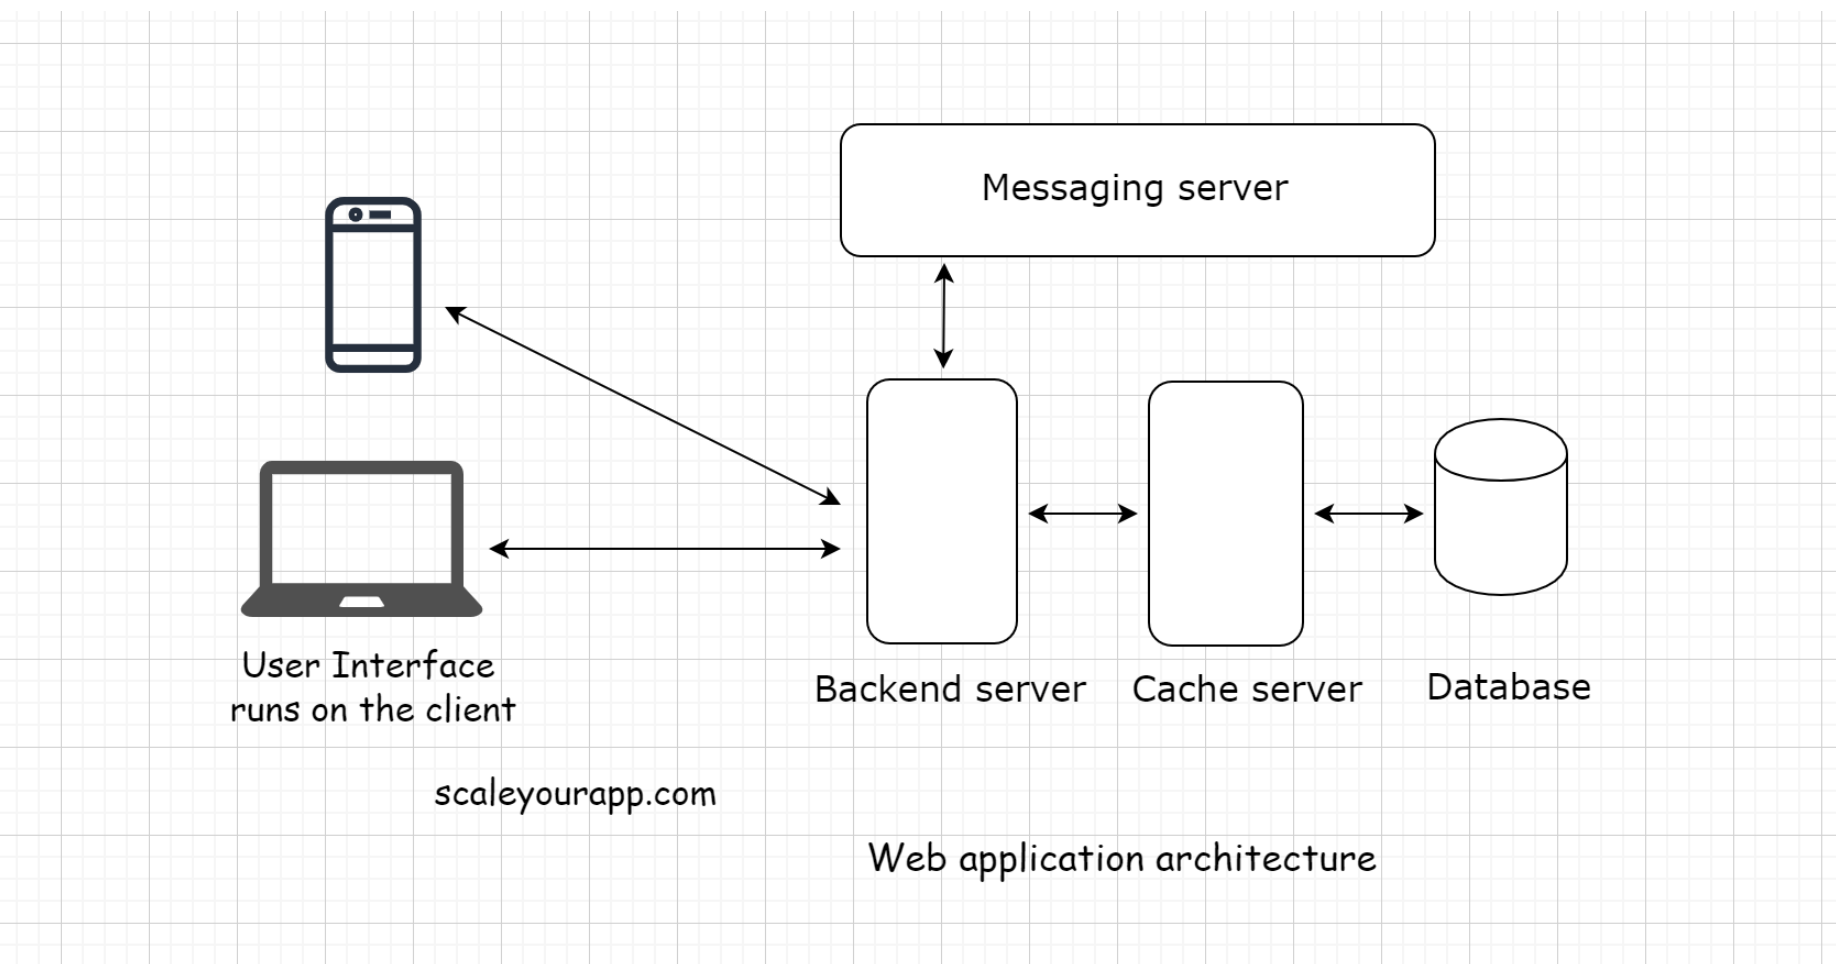 Messaging server
User Interface
runs on the client
Backend server
Cache server
Database
scaleyourapp.com
Web application architecture